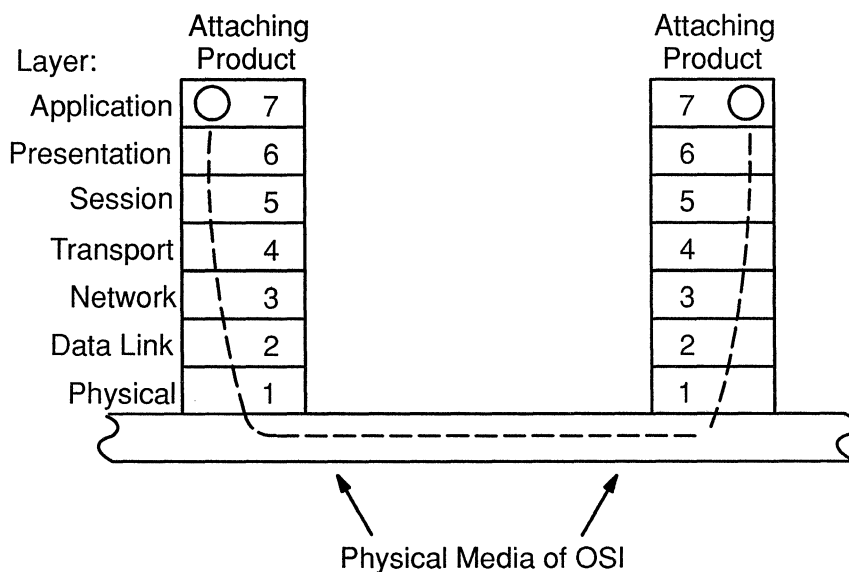 Attaching
Product
Attaching
Product
Layer:
Application 7 7
Presentation 6 6
Session 5 5
Transport 4 4
Network 3 3
Data Link 2 2
Physical 1 1
Physical Media of OSI